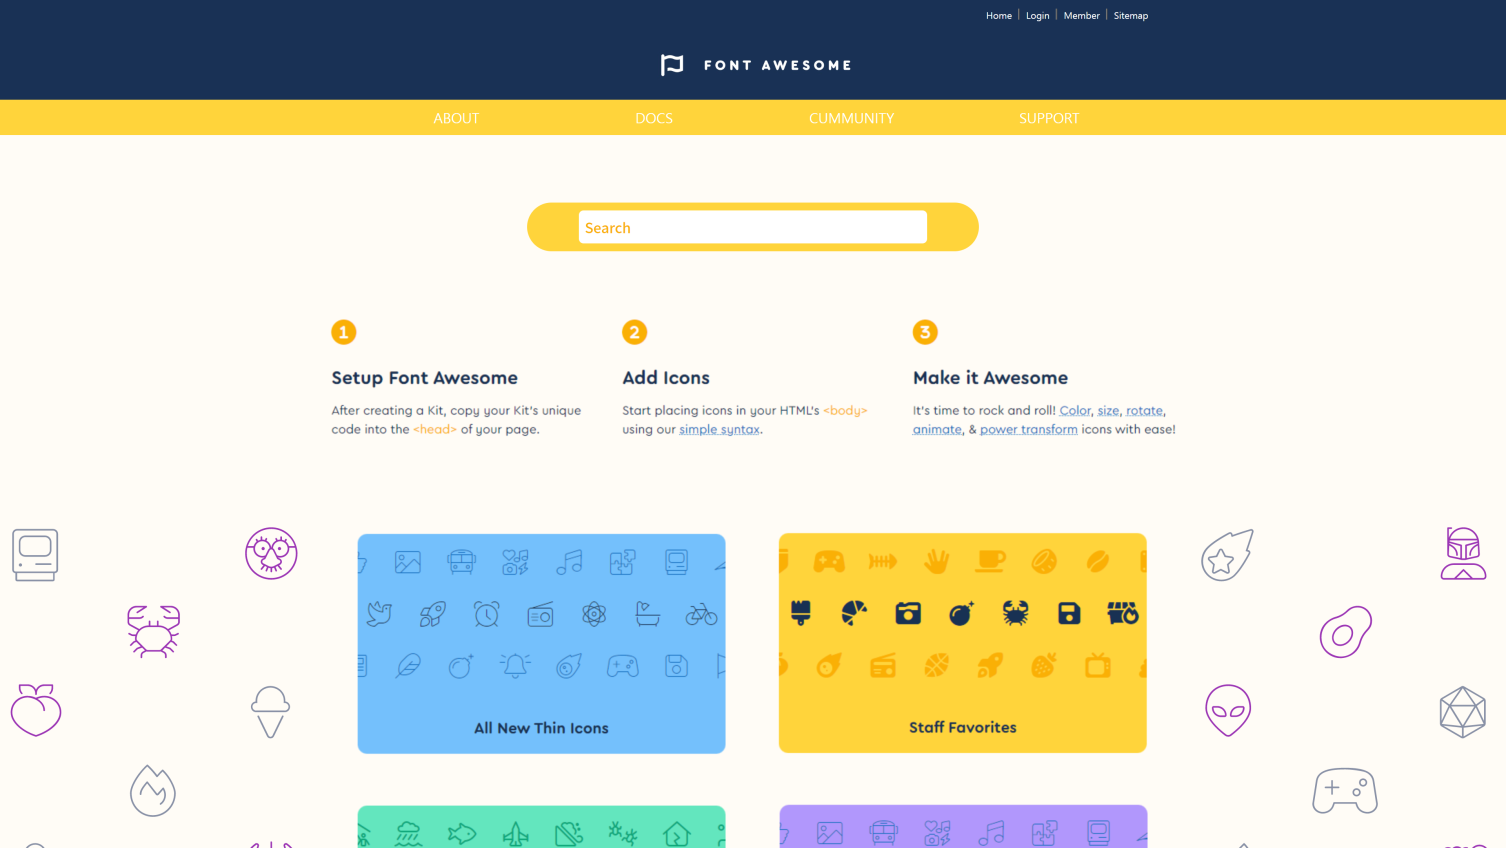 Home | Login | Member | Sitemap
FONT AWESOME
ABOUT DOCS CUMMUNITY SUPPORT
Search
1
Setup Font Awesome
After creating a Kit, copy your Kit's unique
code into the <head> of your page.
2
Add Icons
Start placing icons in your HTML's <body>
using our simple syntax.
3
Make it Awesome
It's time to rock and roll! Color, size, rotate,
animate, & power transform icons with ease!
All New Thin Icons
Staff Favorites